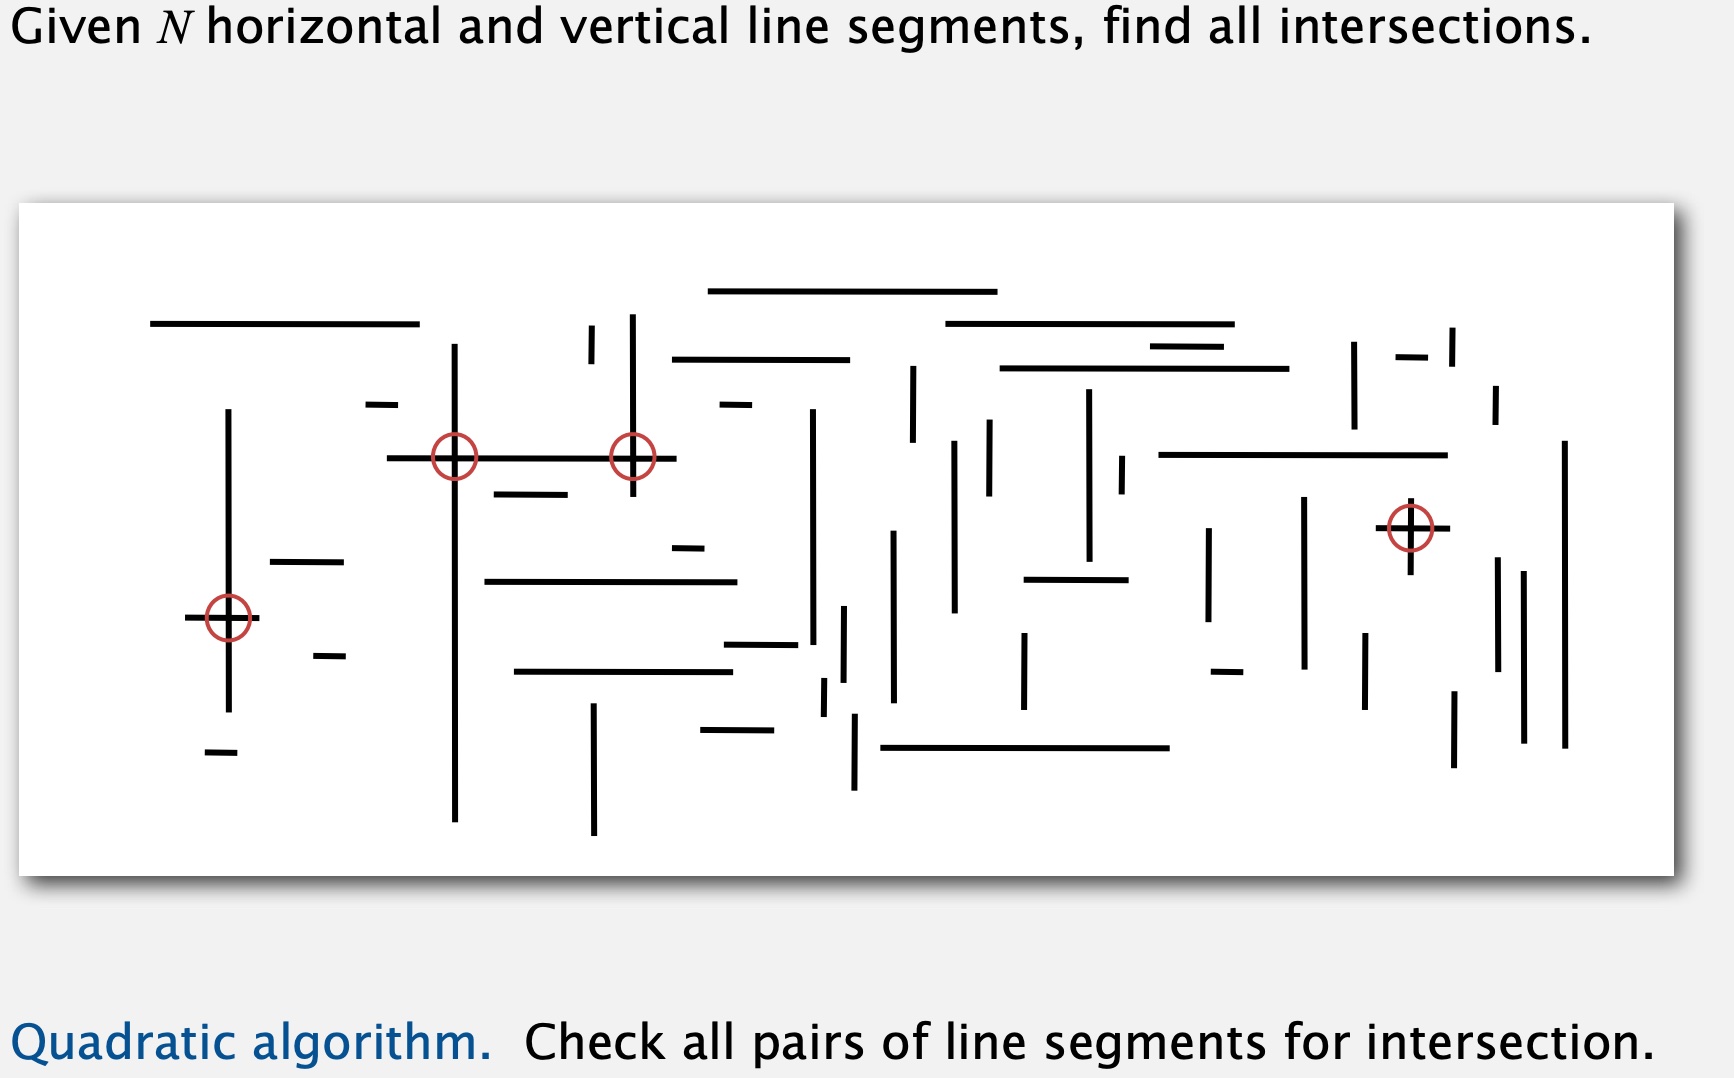 Given N horizontal and vertical line segments, find all intersections.
Quadratic algorithm. Check all pairs of line segments for intersection.